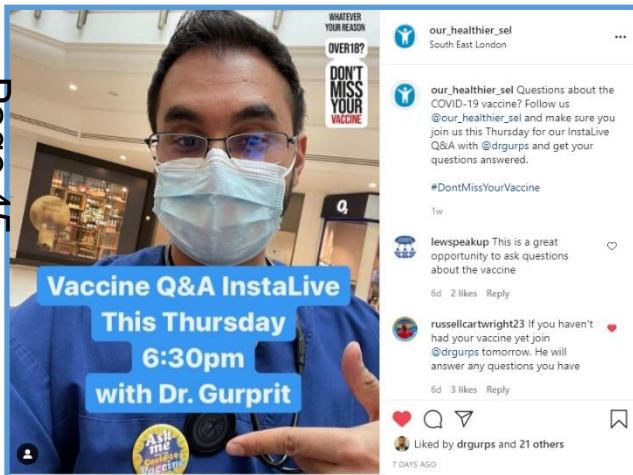 WHATEVER
YOUR REASON
OVER18?
DON'T
MISS
YOUR
VACCINE
O₂
Vaccine Q&A InstaLive
This Thursday
6:30pm
with Dr. Gurprit
Ask
me
Covid-19
Vaccine
our_healthier_sel
South East London
our_healthier_sel Questions about the
COVID-19 vaccine? Follow us
@our_healthier_sel and make sure you
join us this Thursday for our InstaLive
Q&A with @drgurps and get your
questions answered.
#DontMissYourVaccine
1w
lewspeakup This is a great
opportunity to ask questions
about the vaccine
6d 2 likes Reply
russellcartwright23 If you haven't
had your vaccine yet join
@drgurps tomorrow. He will
answer any questions you have
6d 3 likes Reply
Liked by drgurps and 21 others
7 DAYS AGO